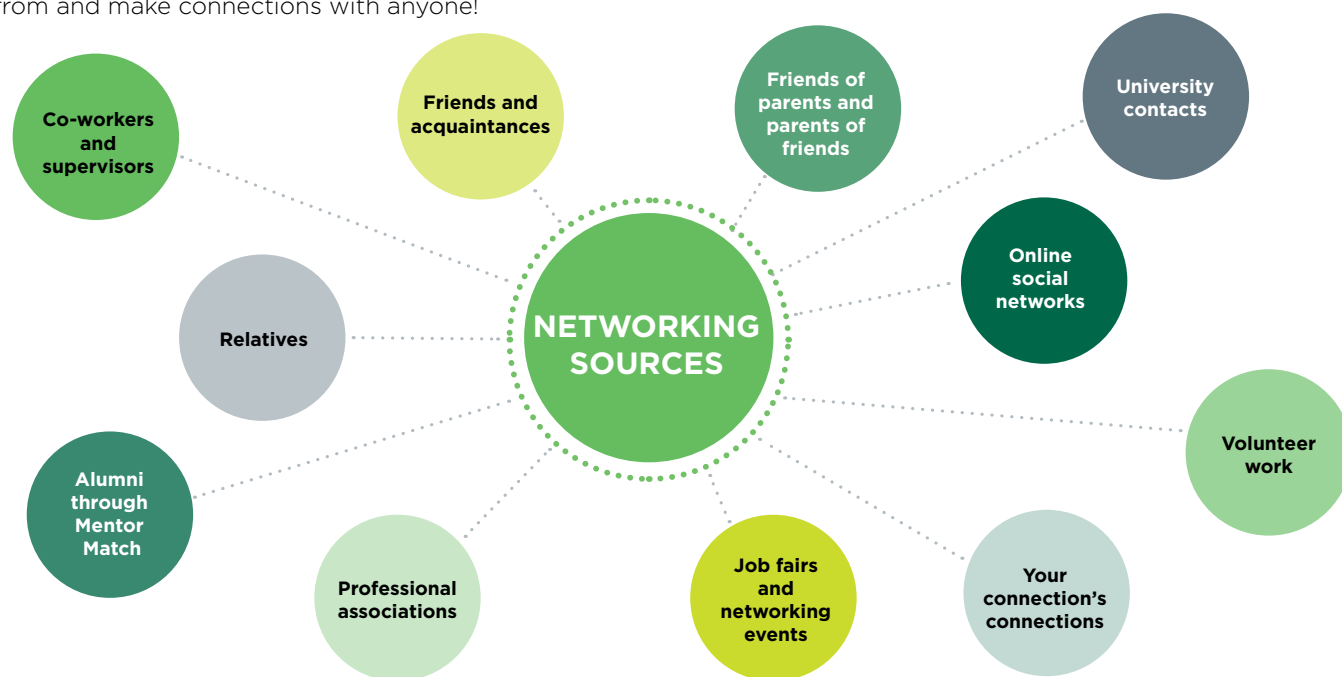 from and make connections with anyone!
Co-workers
and
supervisors
Friends and
acquaintances
Friends of
parents and
parents of
friends
University
contacts
Online
social
networks
Relatives
NETWORKING
SOURCES
Volunteer
work
Alumni
through
Mentor
Match
Professional
associations
Job fairs
and
networking
events
Your
connection's
connections